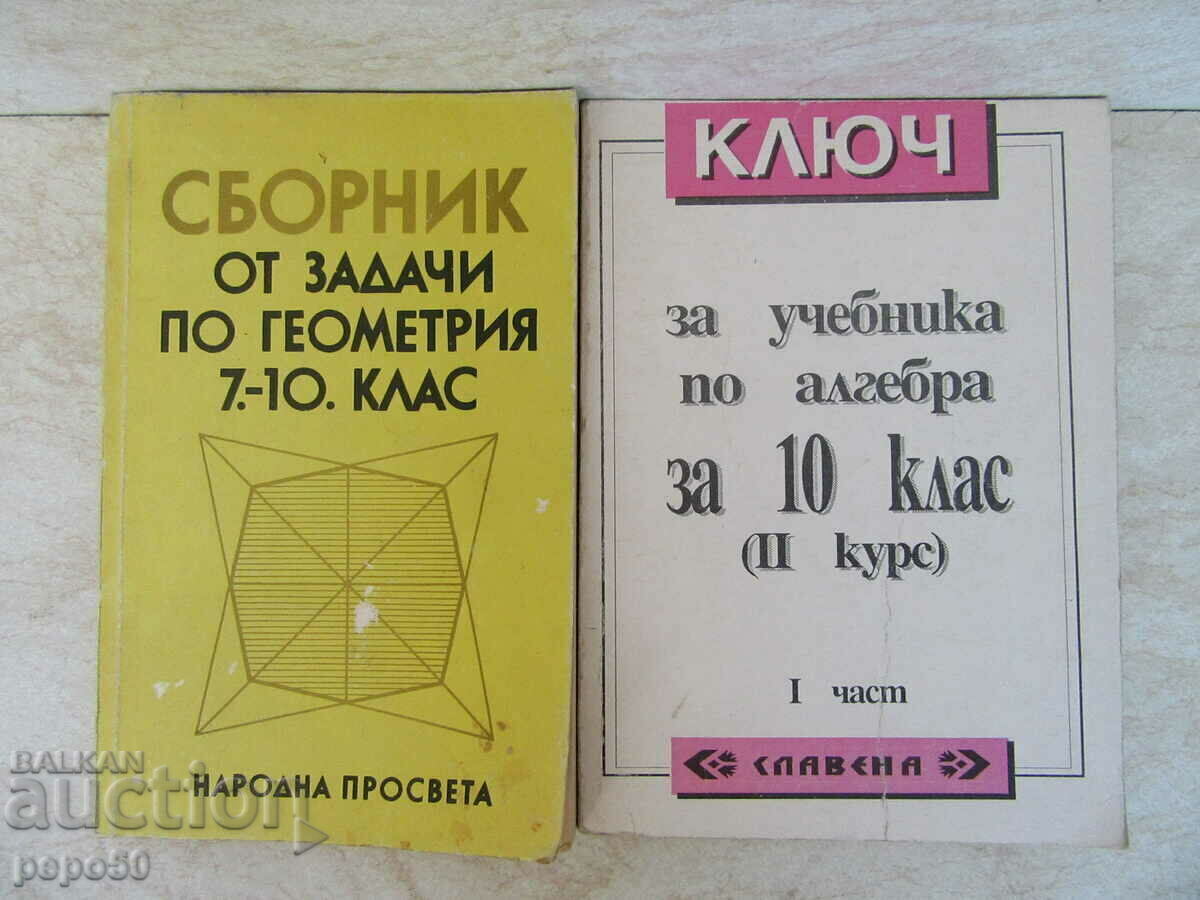 СБОРНИК
ОТ ЗАДАЧИ
ПО ГЕОМЕТРИЯ
7.-10. КЛАС
НАРОДНА ПРОСВЕТА
КЛЮЧ
за учебника
по алгебра
за 10 клас
(II курс)
I част
СЛАВЕНА
BALKAN
auction
pepo50